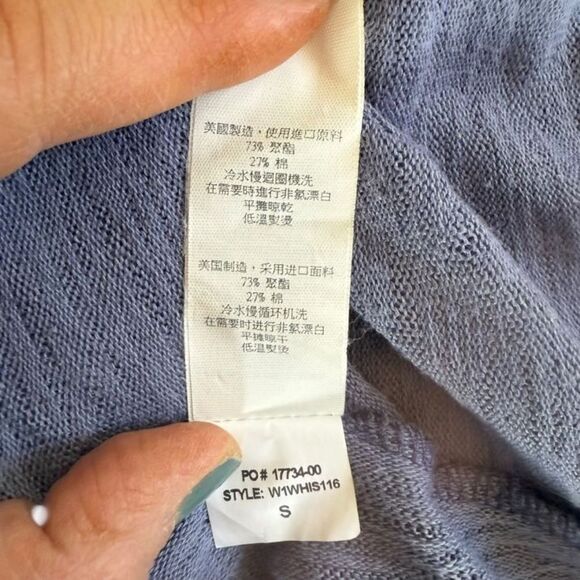 美國製造，使用進口原料
73% 聚酯
27% 棉
冷水慢迴圈機洗
在需要時進行非氯漂白
平攤晾乾
低溫熨燙
美国制造，采用进口面料
73% 聚酯
27% 棉
冷水慢循环机洗
在需要时进行非氯漂白
平摊晾干
低温熨烫
PO# 17734-00
STYLE: W1WHIS116
S